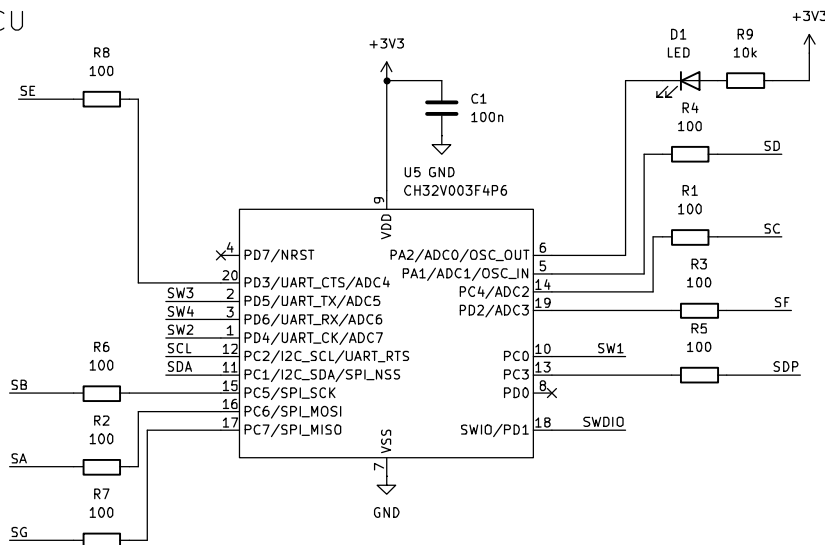 CU
+3V3
R8
100
SE
+3V3
C1
100n
D1
LED
R9
10k
R4
100
SD
U5 GND
CH32V003F4P6
R1
100
SC
9
VDD
4
PD7/NRST
PA2/ADC0/OSC_OUT
6
PA1/ADC1/OSC_IN
5
20
PD3/UART_CTS/ADC4
PC4/ADC2
14
R3
100
SW3
2
PD5/UART_TX/ADC5
PD2/ADC3
19
SF
SW4
3
PD6/UART_RX/ADC6
SW2
1
PD4/UART_CK/ADC7
R5
100
SCL
12
PC2/I2C_SCL/UART_RTS
PC0
10
SW1
R6
100
SDA
11
PC1/I2C_SDA/SPI_NSS
PC3
13
SDP
SB
15
PC5/SPI_SCK
PD0
8
16
PC6/SPI_MOSI
R2
100
17
PC7/SPI_MISO
SWIO/PD1
18
SWDIO
SA
VSS
7
R7
100
GND
SG